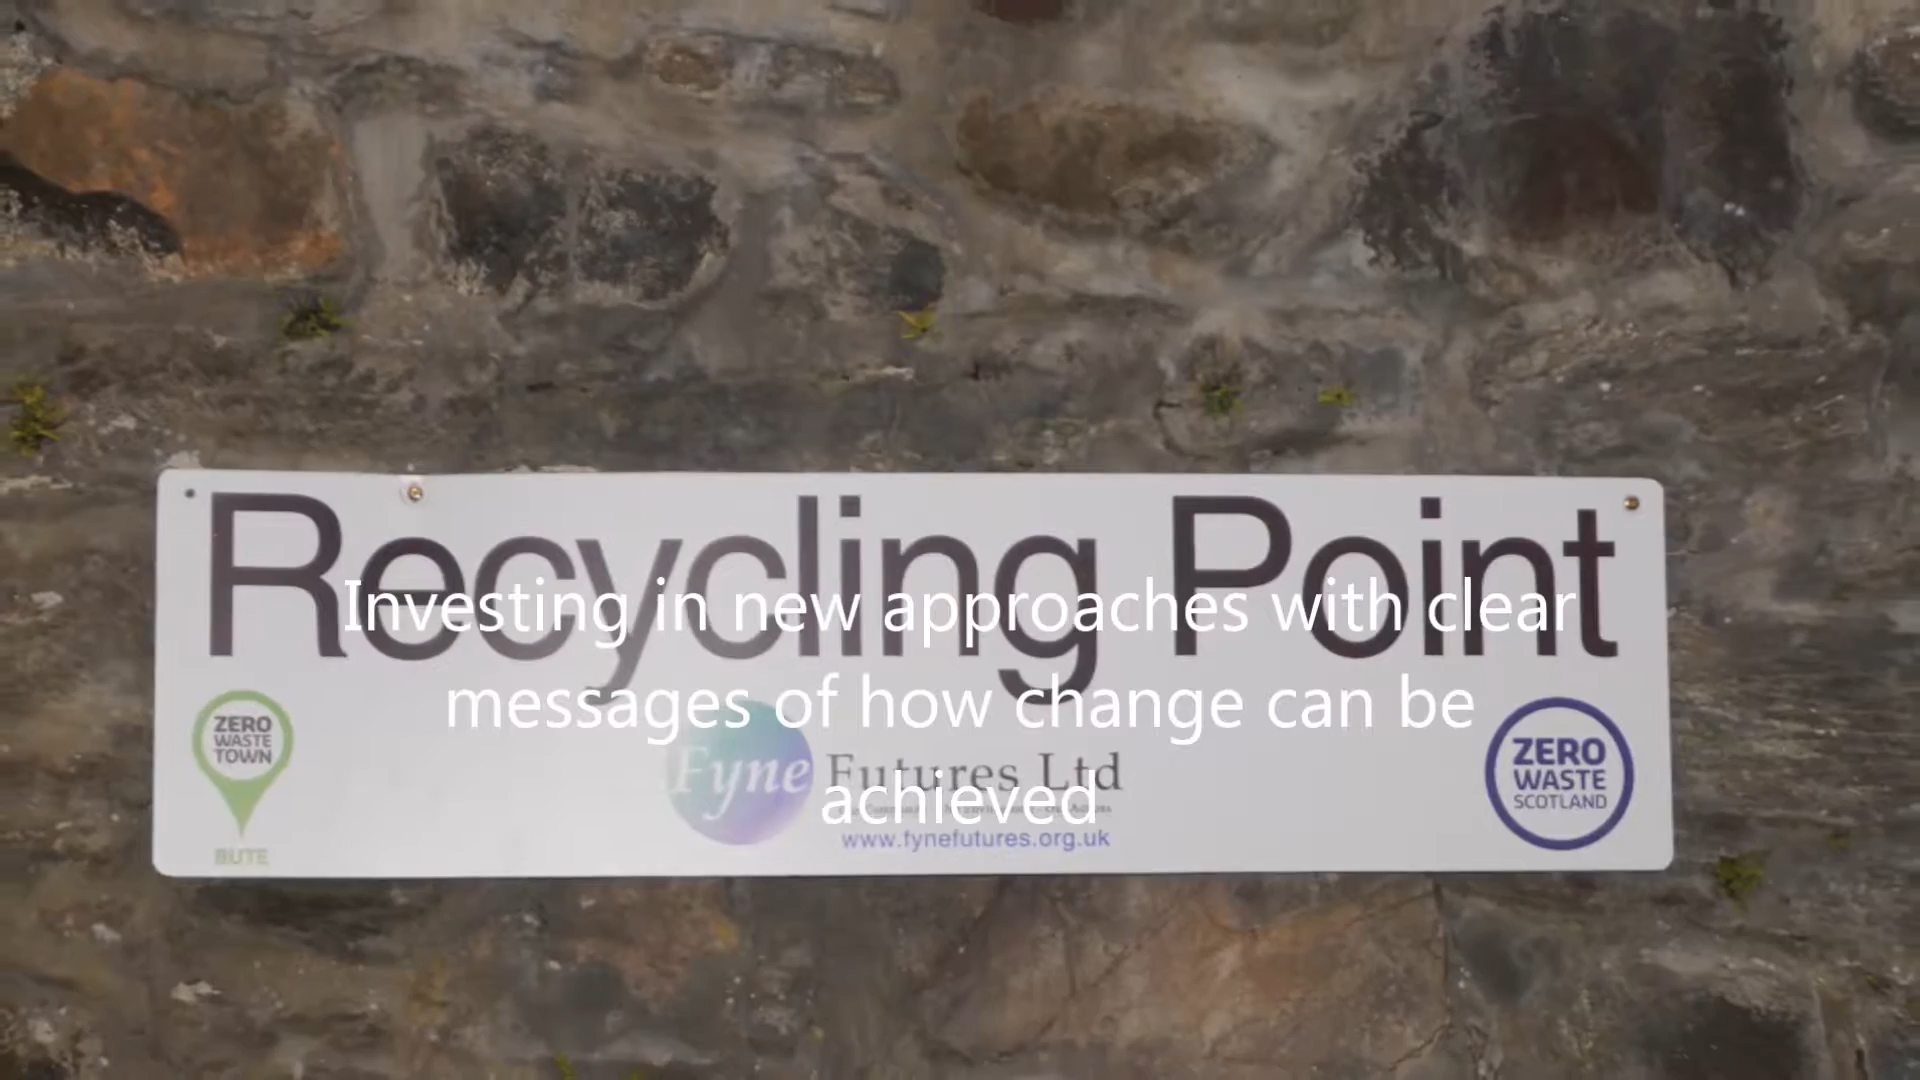 Recycling Point
Investing in new approaches with clear
messages of how change can be
achieved
ZERO
WASTE
TOWN
BUTE
Fyne Futures Ltd
www.fynefutures.org.uk
ZERO
WASTE
SCOTLAND